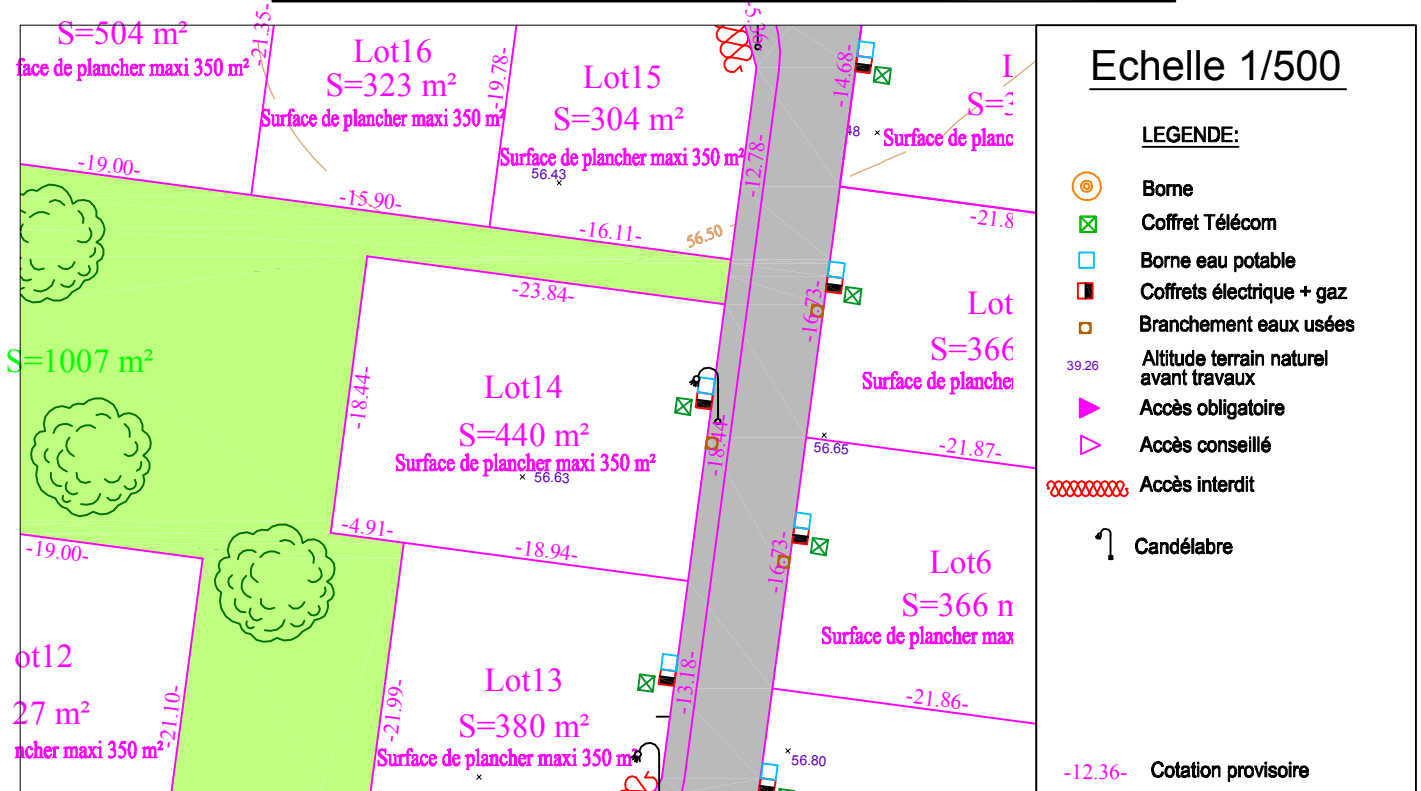 -21.35-
S=504 m²
face de plancher maxi 350 m²
Lot16
S=323 m²
Surface de plancher maxi 350 m²
-19.78-
Lot15
S=304 m²
Surface de plancher maxi 350 m²
56.43
-14.68-
-12.78-
48
S=3
Surface de planc
-19.00-
-15.90-
-16.11-
56.50
-21.8
-23.84-
-16.73-
Lot
S=366
Surface de plancher
S=1007 m²
-18.44-
Lot14
S=440 m²
Surface de plancher maxi 350 m²
56.63
-18.44-
56.65
-21.87-
-4.91-
-18.94-
-19.00-
-16.73-
Lot6
S=366 m
Surface de plancher max
ot12
27 m²
ncher maxi 350 m²
-21.10-
-21.99-
Lot13
S=380 m²
Surface de plancher maxi 350 m²
-13.18-
-21.86-
56.80
Echelle 1/500
LEGENDE:
Borne
Coffret Télécom
Borne eau potable
Coffrets électrique + gaz
Branchement eaux usées
39.26
Altitude terrain naturel
avant travaux
Accès obligatoire
Accès conseillé
Accès interdit
Candélabre
-12.36-
Cotation provisoire